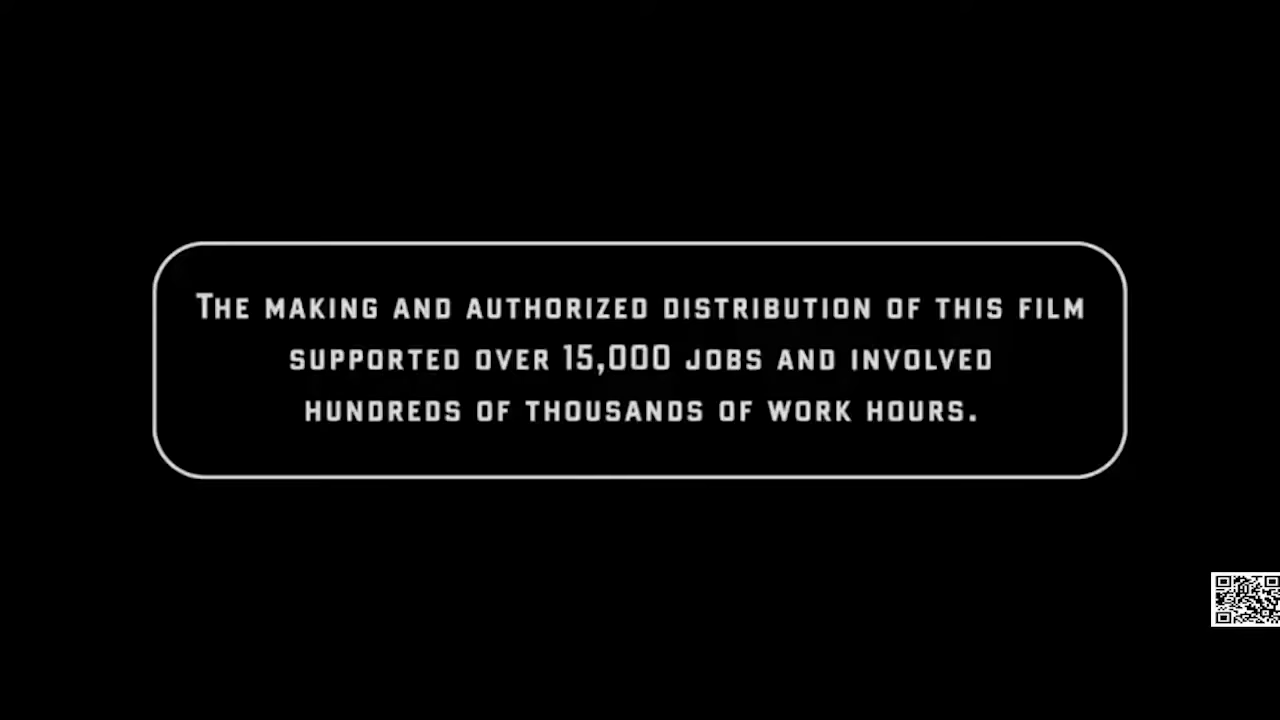 The making and authorized distribution of this film
supported over 15,000 jobs and involved
hundreds of thousands of work hours.